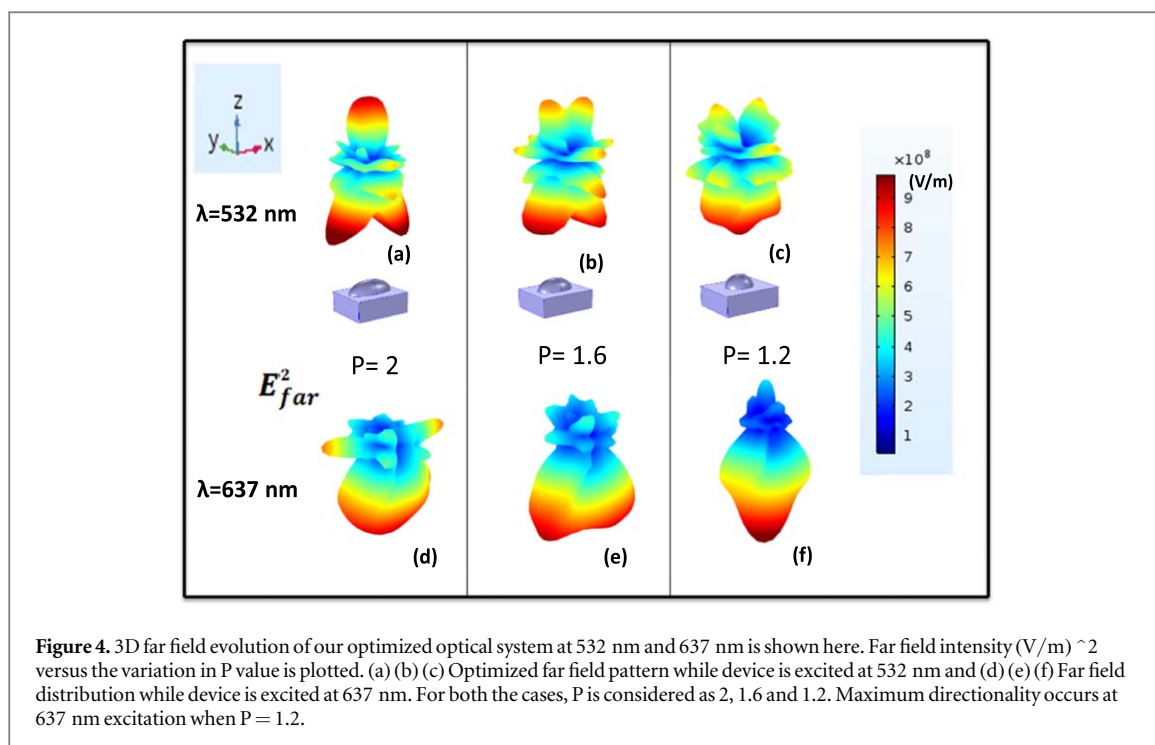 z
y x
λ=532 nm
(a)
(b)
(c)
×10⁸
(V/m)
9
8
7
6
5
4
3
2
1
P= 2
P= 1.6
P= 1.2
E²far
λ=637 nm
(d)
(e)
(f)
Figure 4. 3D far field evolution of our optimized optical system at 532 nm and 637 nm is shown here. Far field intensity (V/m) ^2
versus the variation in P value is plotted. (a) (b) (c) Optimized far field pattern while device is excited at 532 nm and (d) (e) (f) Far field
distribution while device is excited at 637 nm. For both the cases, P is considered as 2, 1.6 and 1.2. Maximum directionality occurs at
637 nm excitation when P = 1.2.